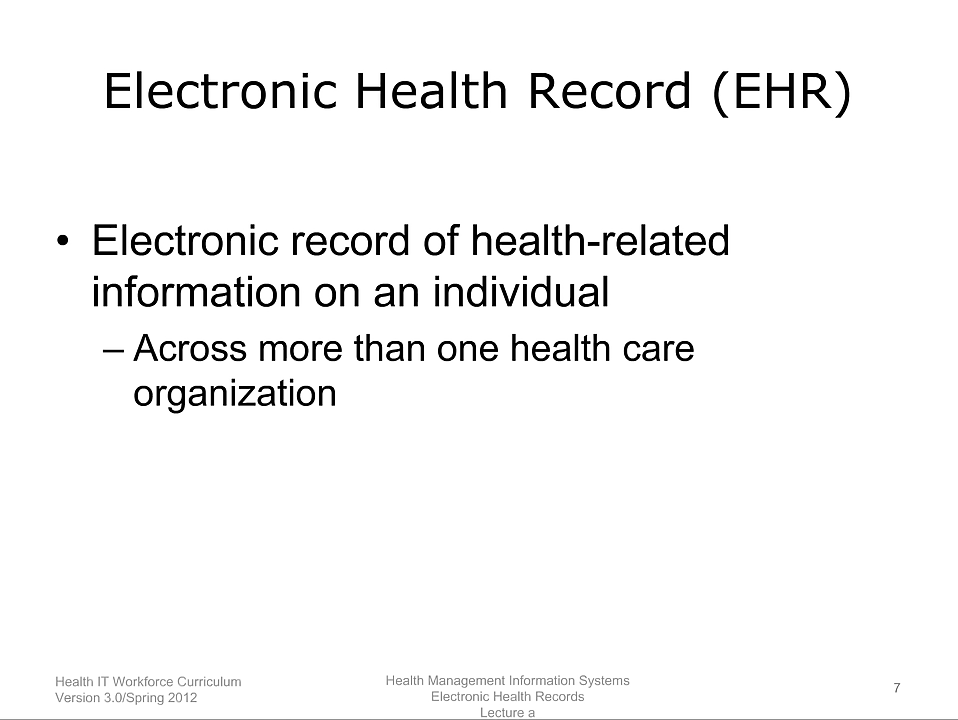 Electronic Health Record (EHR)
• Electronic record of health-related
information on an individual
– Across more than one health care
organization
Health IT Workforce Curriculum
Version 3.0/Spring 2012
Health Management Information Systems
Electronic Health Records
Lecture a
7